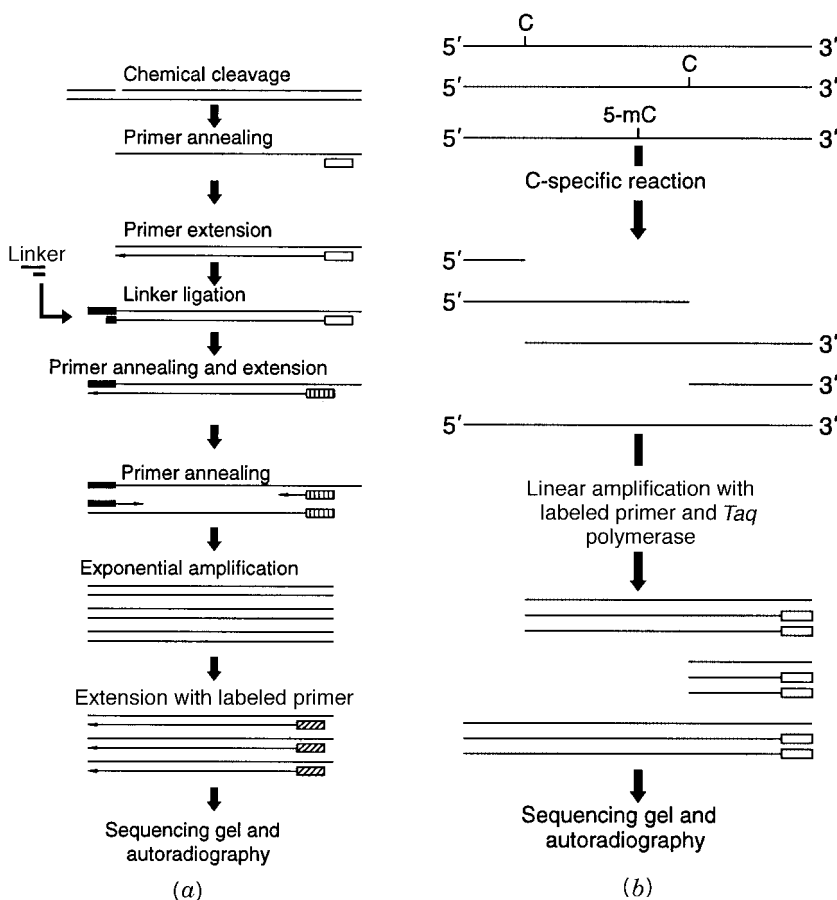 Chemical cleavage
Primer annealing
Primer extension
Linker
Linker ligation
Primer annealing and extension
Primer annealing
Exponential amplification
Extension with labeled primer
Sequencing gel and
autoradiography
(a)
C
5′ 3′
C
5′ 3′
5-mC
5′ 3′
C-specific reaction
5′
5′
3′
3′
5′ 3′
Linear amplification with
labeled primer and Taq
polymerase
Sequencing gel and
autoradiography
(b)